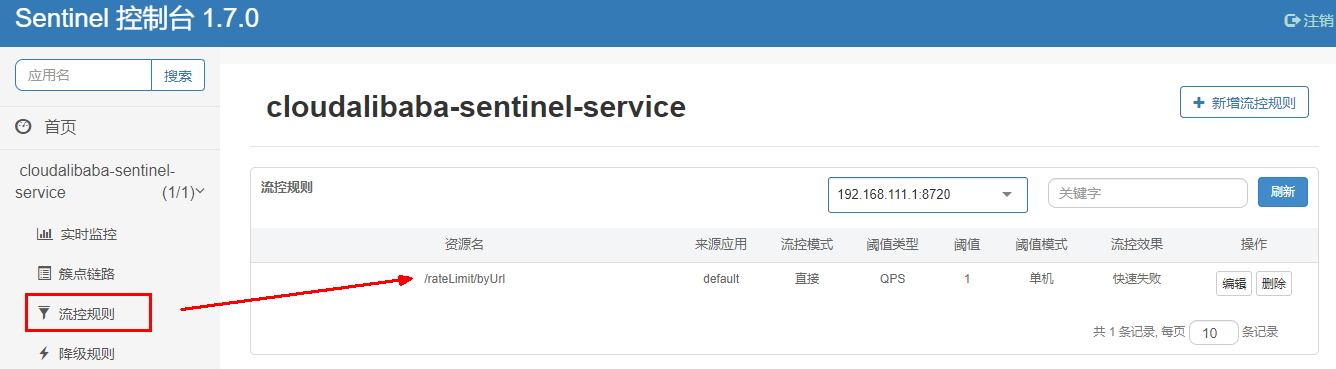 Sentinel 控制台 1.7.0
注销
应用名 搜索
首页
cloudalibaba-sentinel-
service (1/1)
实时监控
簇点链路
流控规则
降级规则
cloudalibaba-sentinel-service
+ 新增流控规则
流控规则 192.168.111.1:8720 关键字 刷新
资源名 来源应用 流控模式 阈值类型 阈值 阈值模式 流控效果 操作
/rateLimit/byUrl default 直接 QPS 1 单机 快速失败 编辑 删除
共 1 条记录, 每页 10 条记录